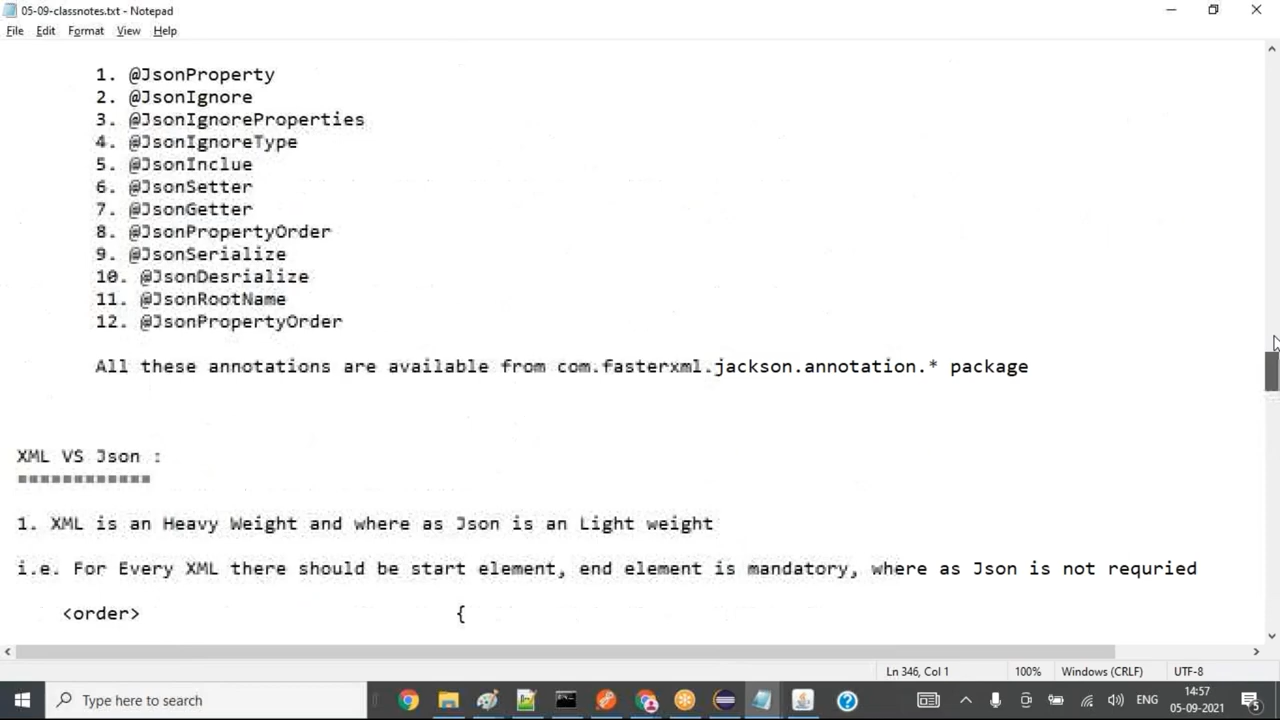 05-09-classnotes.txt - Notepad
File Edit Format View Help
1. @JsonProperty
2. @JsonIgnore
3. @JsonIgnoreProperties
4. @JsonIgnoreType
5. @JsonInclue
6. @JsonSetter
7. @JsonGetter
8. @JsonPropertyOrder
9. @JsonSerialize
10. @JsonDesrialize
11. @JsonRootName
12. @JsonPropertyOrder
All these annotations are available from com.fasterxml.jackson.annotation.* package
XML VS Json :
============
1. XML is an Heavy Weight and where as Json is an Light weight
i.e. For Every XML there should be start element, end element is mandatory, where as Json is not requried
<order> {
Ln 346, Col 1 100% Windows (CRLF) UTF-8
Type here to search
ENG
14:57
05-09-2021
5